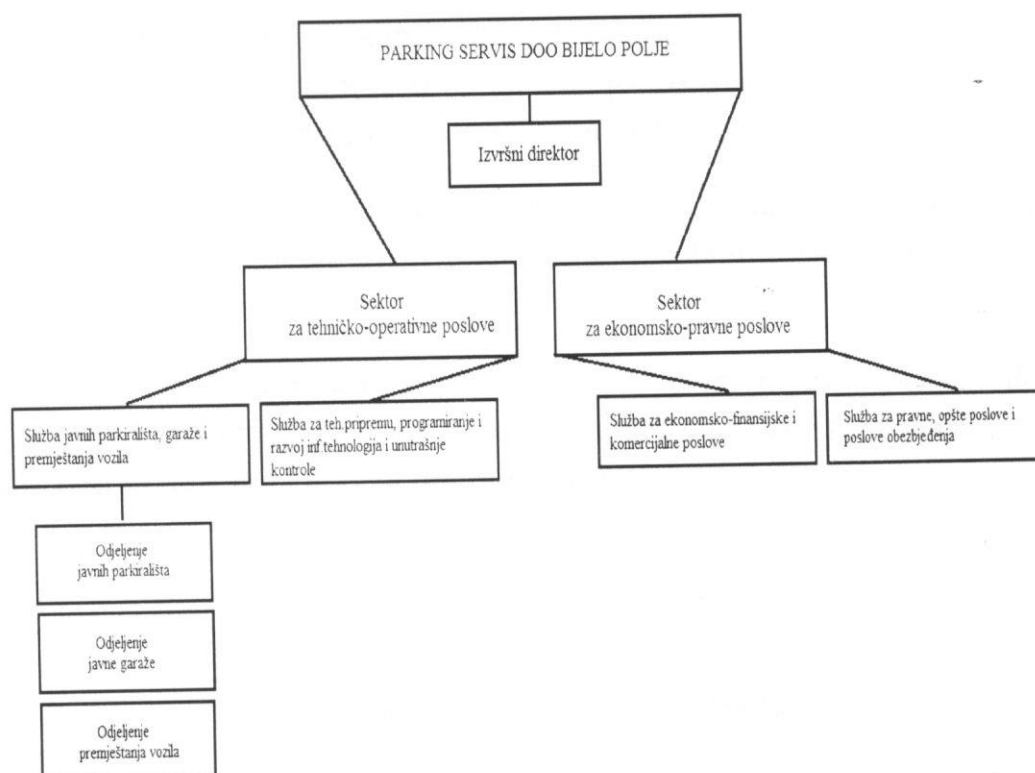 PARKING SERVIS DOO BIJELO POLJE
Izvršni direktor
Sektor
za tehničko-operativne poslove
Sektor
za ekonomsko-pravne poslove
Služba javnih parkirališta, garaže i
premještanja vozila
Služba za teh.pripremu, programiranje i
razvoj inf.tehnologija i unutrašnje
kontrole
Služba za ekonomsko-finansijske i
komercijalne poslove
Služba za pravne, opšte poslove i
poslove obezbjeđenja
Odjeljenje
javnih parkirališta
Odjeljenje
javne garaže
Odjeljenje
premještanja vozila